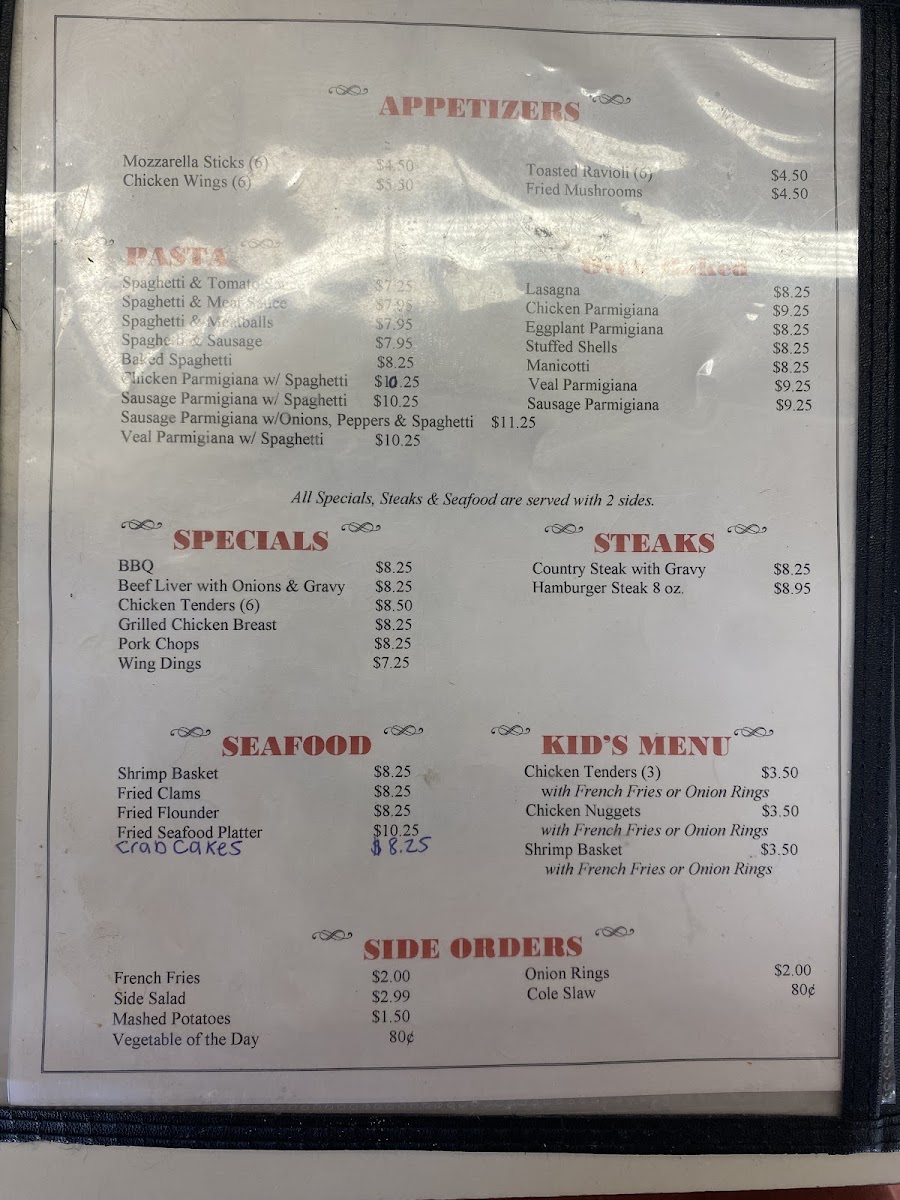 APPETIZERS
Mozzarella Sticks (6) $4.50
Chicken Wings (6) $5.50
Toasted Ravioli (6) $4.50
Fried Mushrooms $4.50
PASTA
Spaghetti & Tomato $7.25
Spaghetti & Meat Sauce $7.95
Spaghetti & Meatballs $7.95
Spaghetti & Sausage $7.95
Baked Spaghetti $8.25
Chicken Parmigiana w/ Spaghetti $10.25
Sausage Parmigiana w/ Spaghetti $10.25
Sausage Parmigiana w/Onions, Peppers & Spaghetti $11.25
Veal Parmigiana w/ Spaghetti $10.25
Oven Baked
Lasagna $8.25
Chicken Parmigiana $9.25
Eggplant Parmigiana $8.25
Stuffed Shells $8.25
Manicotti $8.25
Veal Parmigiana $9.25
Sausage Parmigiana $9.25
All Specials, Steaks & Seafood are served with 2 sides.
SPECIALS
BBQ $8.25
Beef Liver with Onions & Gravy $8.25
Chicken Tenders (6) $8.50
Grilled Chicken Breast $8.25
Pork Chops $8.25
Wing Dings $7.25
STEAKS
Country Steak with Gravy $8.25
Hamburger Steak 8 oz. $8.95
SEAFOOD
Shrimp Basket $8.25
Fried Clams $8.25
Fried Flounder $8.25
Fried Seafood Platter $10.25
Crab Cakes $8.25
KID'S MENU
Chicken Tenders (3) $3.50
with French Fries or Onion Rings
Chicken Nuggets $3.50
with French Fries or Onion Rings
Shrimp Basket $3.50
with French Fries or Onion Rings
SIDE ORDERS
French Fries $2.00
Side Salad $2.99
Mashed Potatoes $1.50
Vegetable of the Day 80¢
Onion Rings $2.00
Cole Slaw 80¢